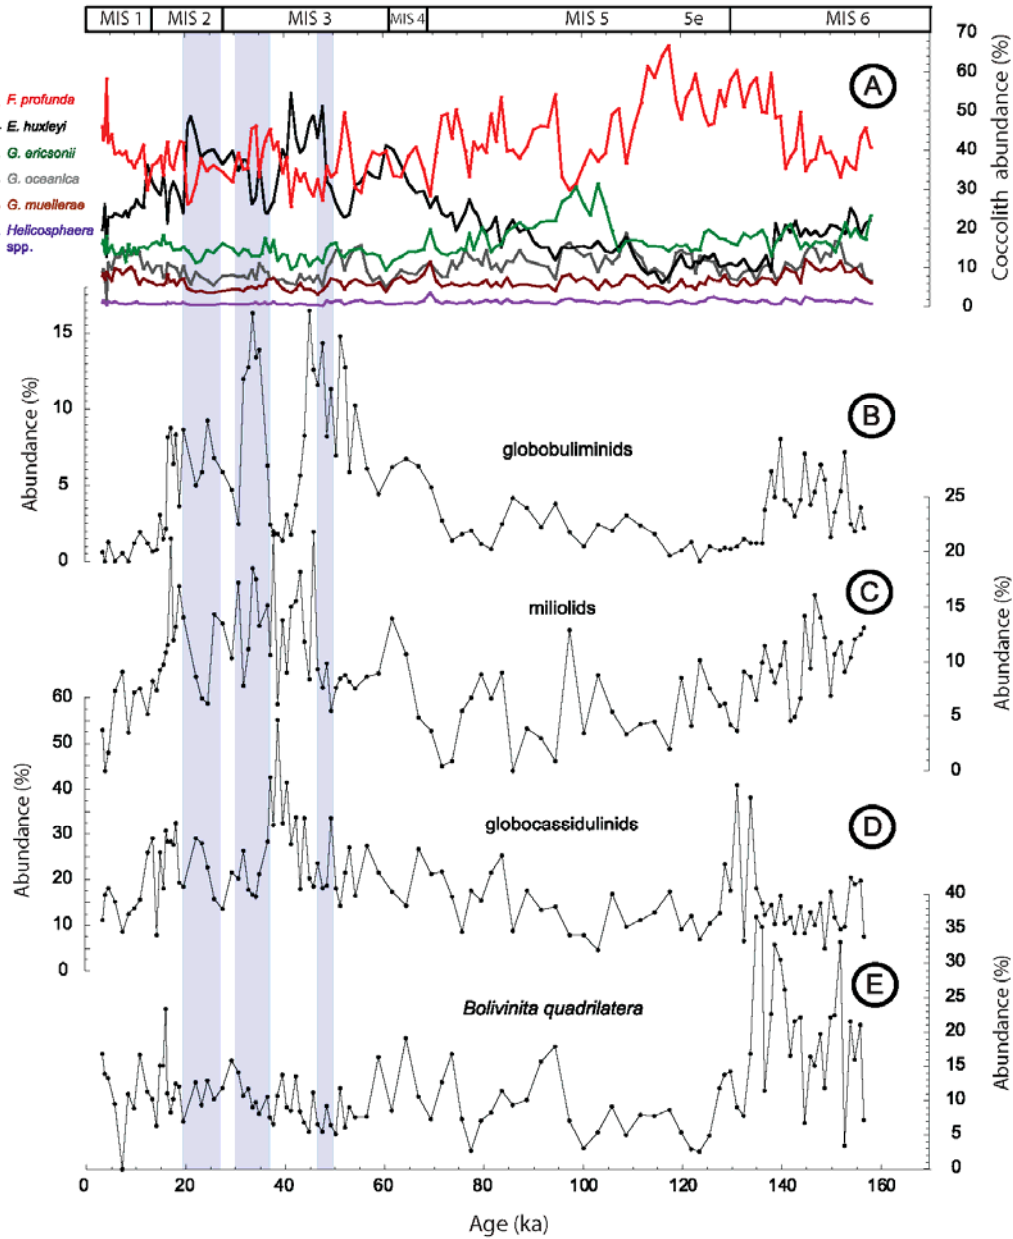 MIS 1 MIS 2 MIS 3 MIS 4 MIS 5 5e MIS 6
70
60
50
40
30
20
10
0
Coccolith abundance (%)
A
F. profunda
E. huxleyi
G. ericsonii
G. oceanica
G. muellerae
Helicosphaera
spp.
15
10
5
0
Abundance (%)
globobuliminids
B
25
20
15
10
5
0
Abundance (%)
miliolids
C
60
50
40
30
20
10
0
Abundance (%)
globocassidulinids
D
40
35
30
25
20
15
10
5
0
Abundance (%)
Bolivinita quadrilatera
E
0 20 40 60 80 100 120 140 160
Age (ka)